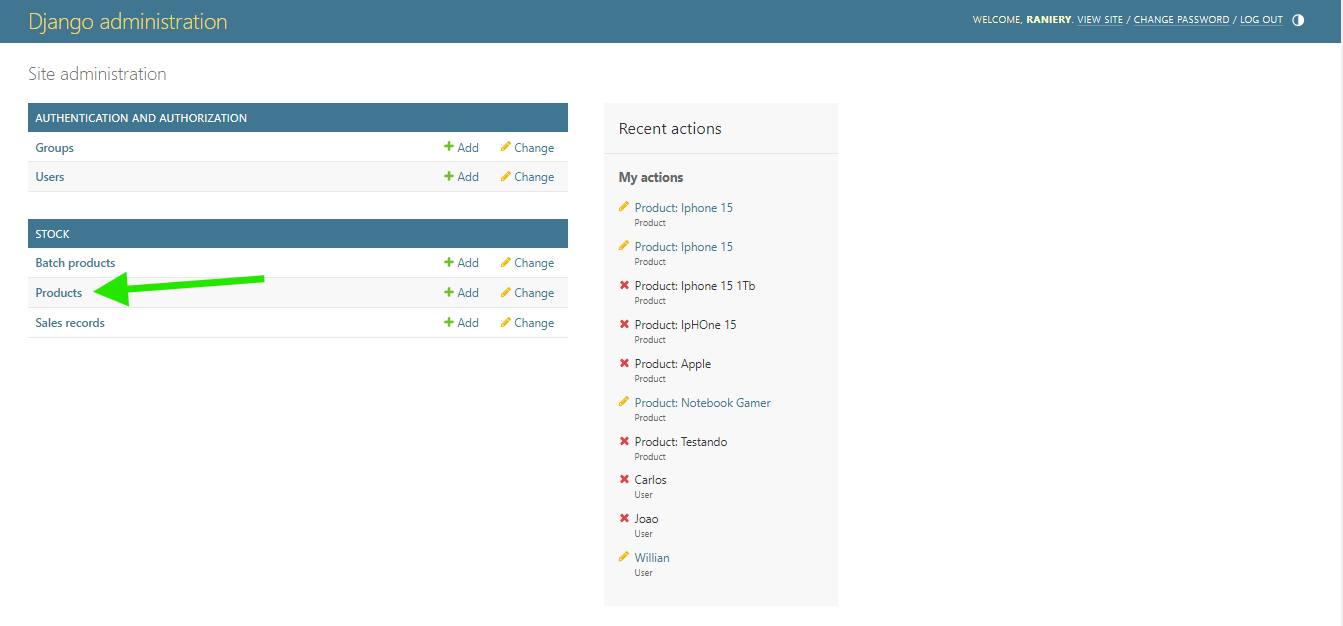 Django administration
WELCOME, RANIERY. VIEW SITE / CHANGE PASSWORD / LOG OUT
Site administration
AUTHENTICATION AND AUTHORIZATION
Groups Add Change
Users Add Change
STOCK
Batch products Add Change
Products Add Change
Sales records Add Change
Recent actions
My actions
Product: Iphone 15
Product
Product: Iphone 15
Product
Product: Iphone 15 1Tb
Product
Product: IpHOne 15
Product
Product: Apple
Product
Product: Notebook Gamer
Product
Product: Testando
Product
Carlos
User
Joao
User
Willian
User